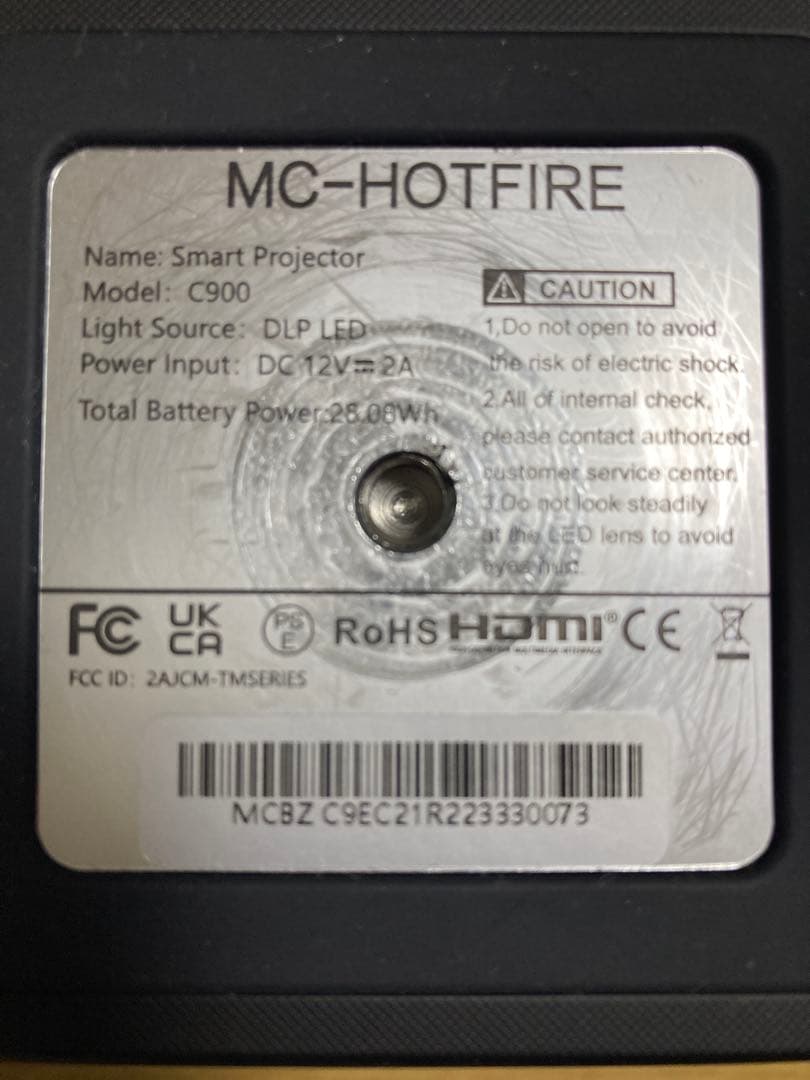 MC-HOTFIRE
Name: Smart Projector
Model: C900
Light Source: DLP LED
Power Input: DC 12V⎓2A
Total Battery Power:28.08Wh
CAUTION
1,Do not open to avoid
the risk of electric shock.
2.All of internal check,
please contact authorized
customer service center.
3.Do not look steadily
at the LED lens to avoid
eyes
FC UK CA PS E RoHS HDMI® CE
FCC ID: 2AJCM-TMSERIES
MCBZ C9EC21R223330073